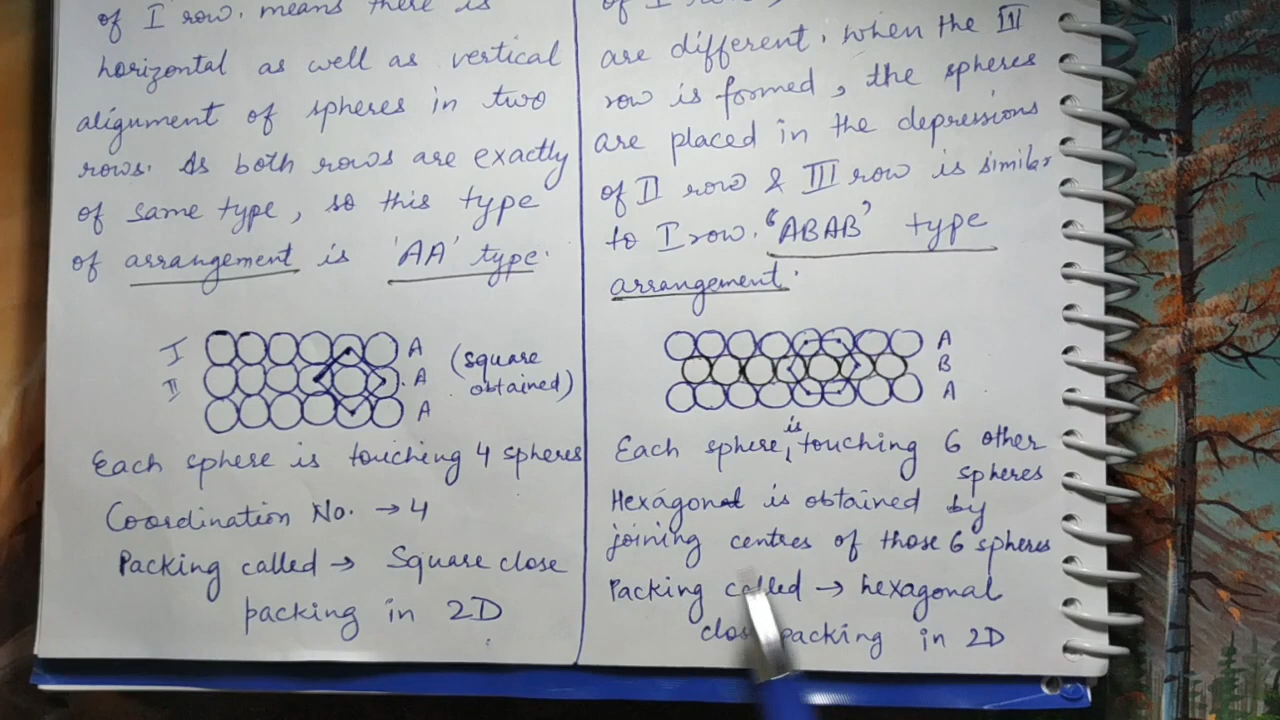 of I row. means there is
horizontal as well as vertical
alignment of spheres in two
rows. As both rows are exactly
of same type, so this type
of arrangement is 'AA' type.
I A
II A
A
(square
obtained)
Each sphere is touching 4 spheres
Coordination No. → 4
Packing called → Square close
packing in 2D
of I row,
are different. when the III
row is formed, the spheres
are placed in the depressions
of II row & III row is similar
to I row. "ABAB" type
arrangement.
A
B
A
Each sphere is touching 6 other
spheres
Hexagon is obtained by
joining centres of those 6 spheres
Packing called → hexagonal
packing in 2D